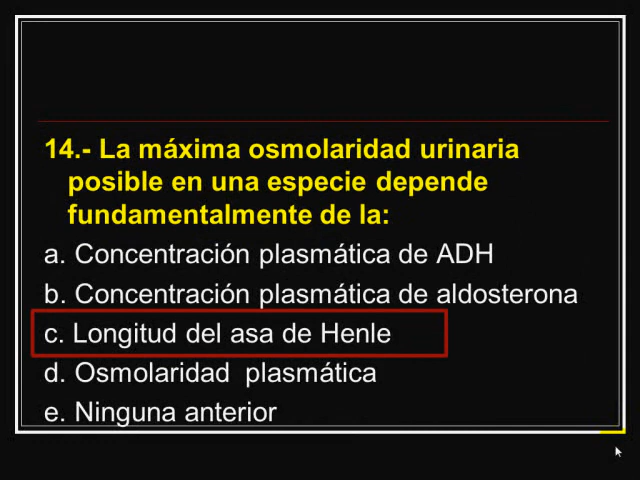 14.- La máxima osmolaridad urinaria
posible en una especie depende
fundamentalmente de la:
a. Concentración plasmática de ADH
b. Concentración plasmática de aldosterona
c. Longitud del asa de Henle
d. Osmolaridad plasmática
e. Ninguna anterior